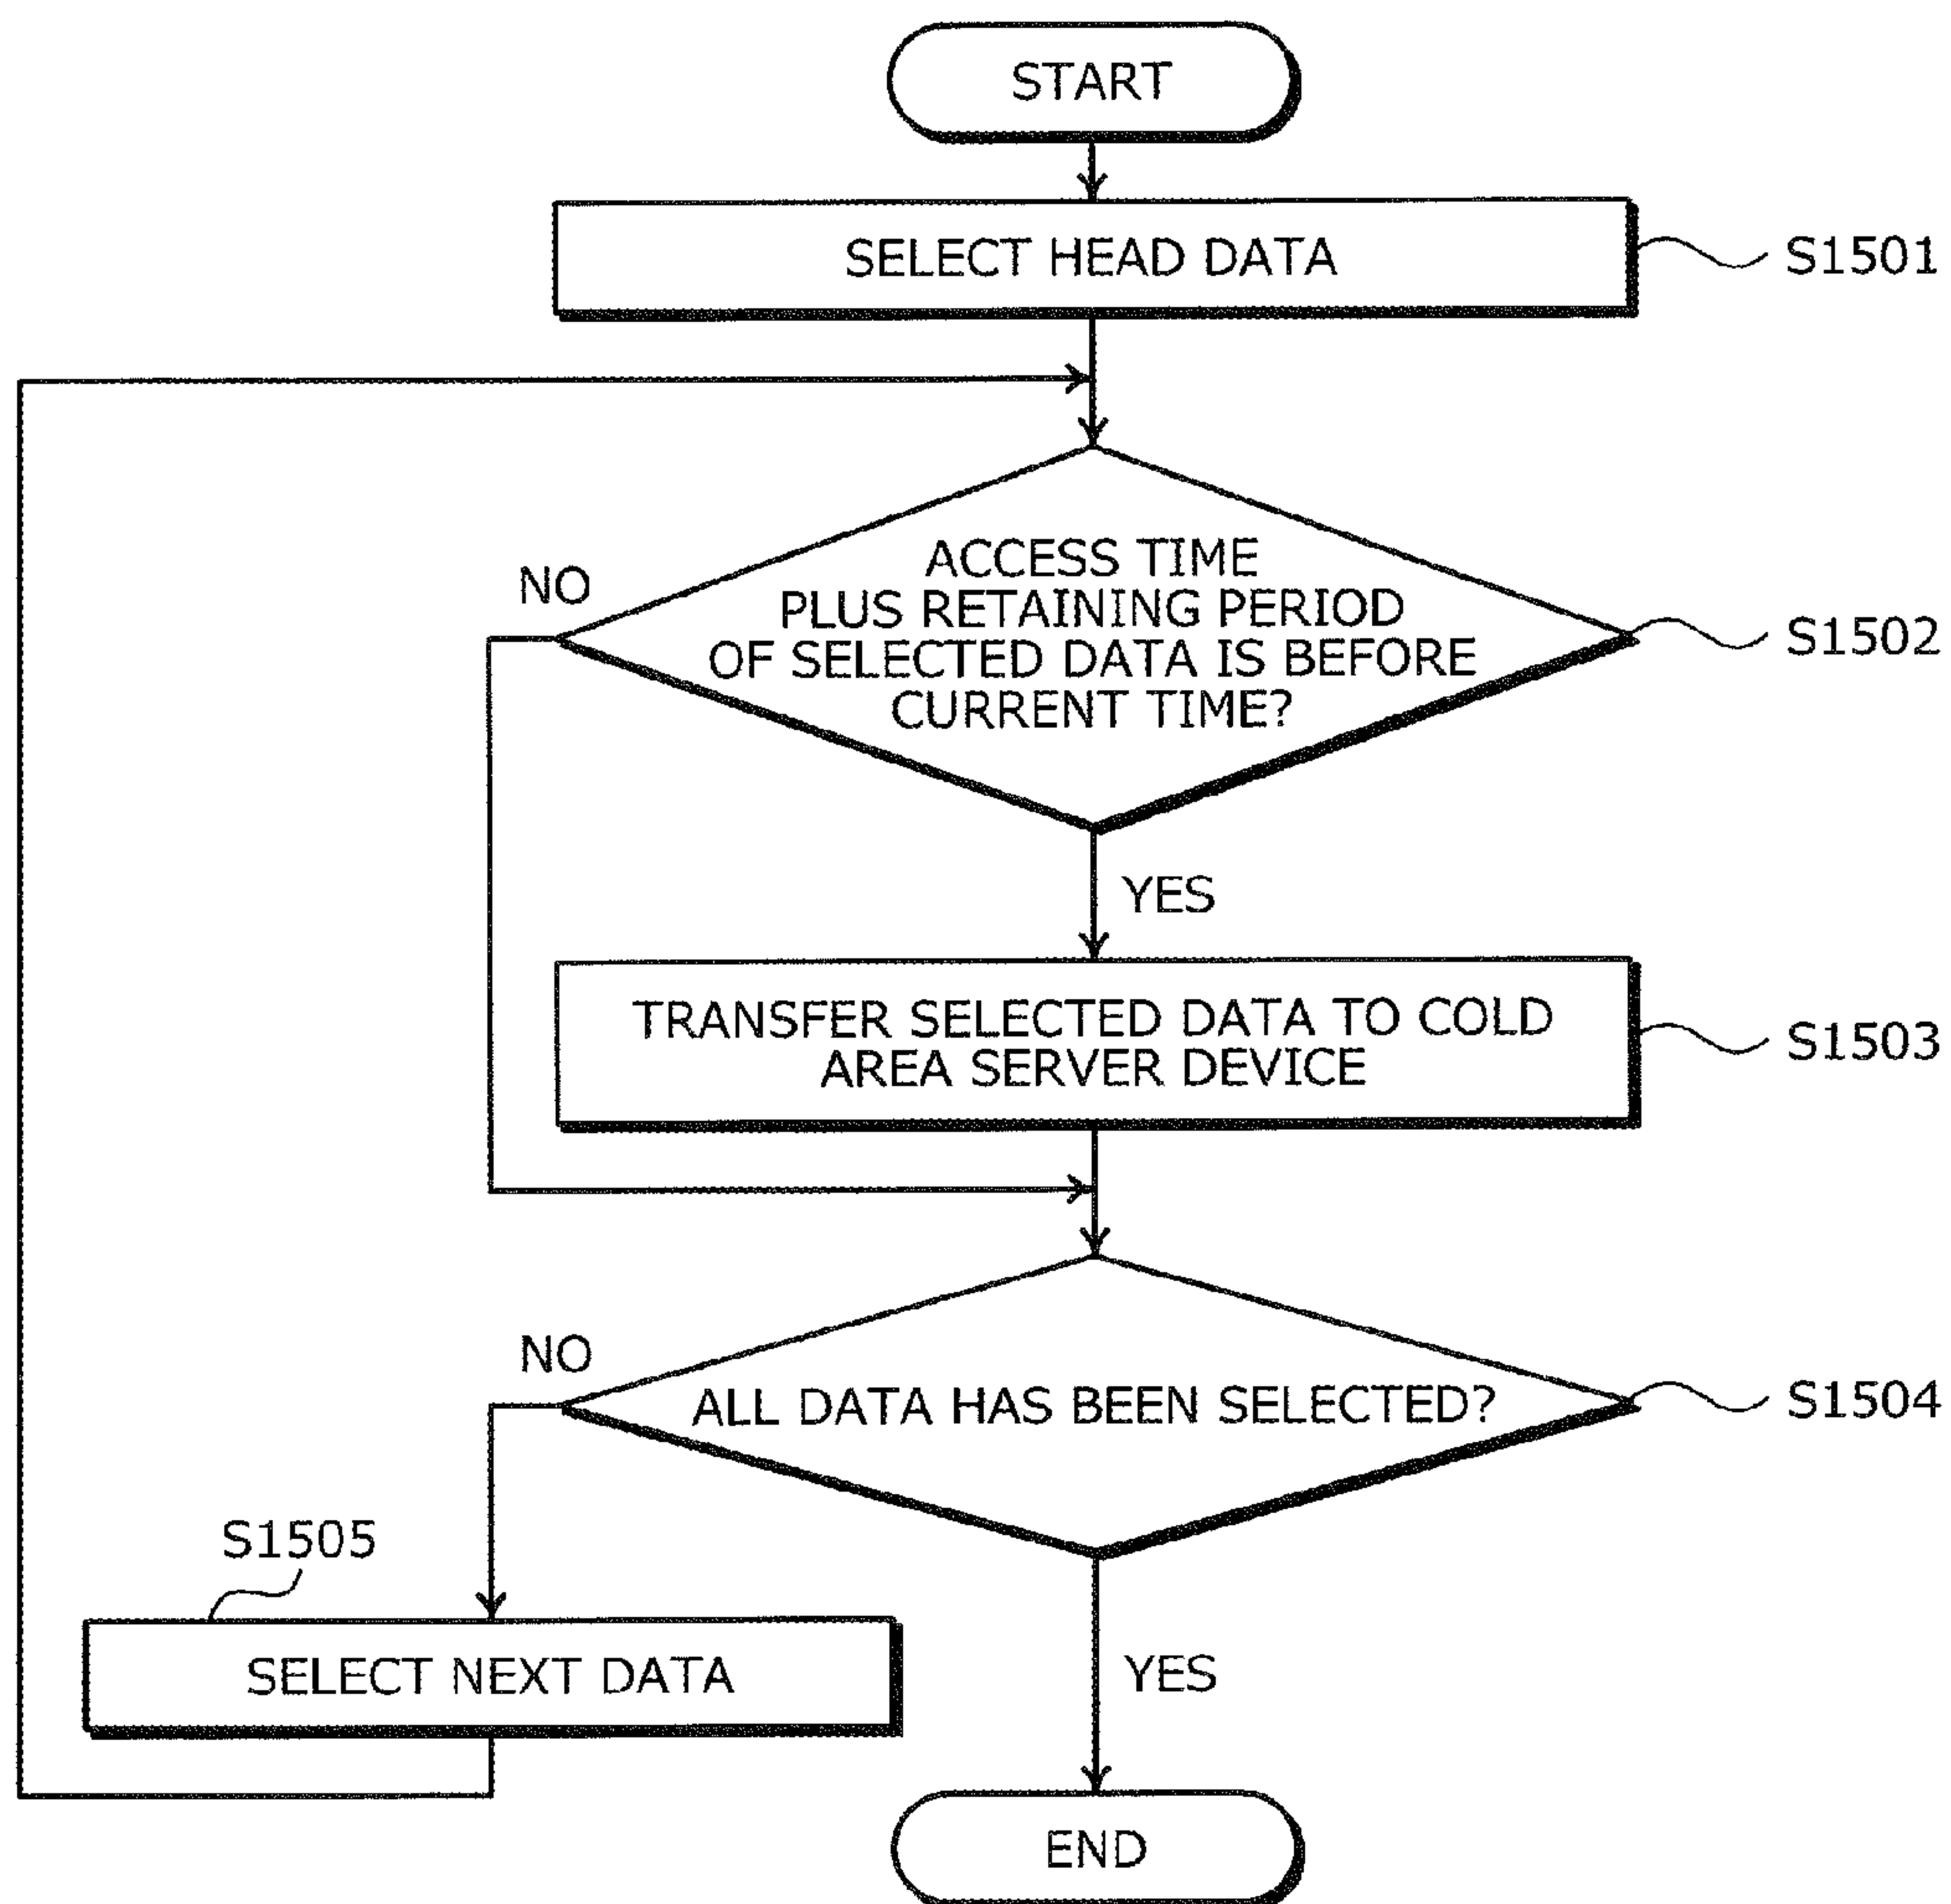 START
SELECT HEAD DATA
S1501
NO
ACCESS TIME
PLUS RETAINING PERIOD
OF SELECTED DATA IS BEFORE
CURRENT TIME?
S1502
YES
TRANSFER SELECTED DATA TO COLD
AREA SERVER DEVICE
S1503
NO
ALL DATA HAS BEEN SELECTED?
S1504
S1505
SELECT NEXT DATA
YES
END